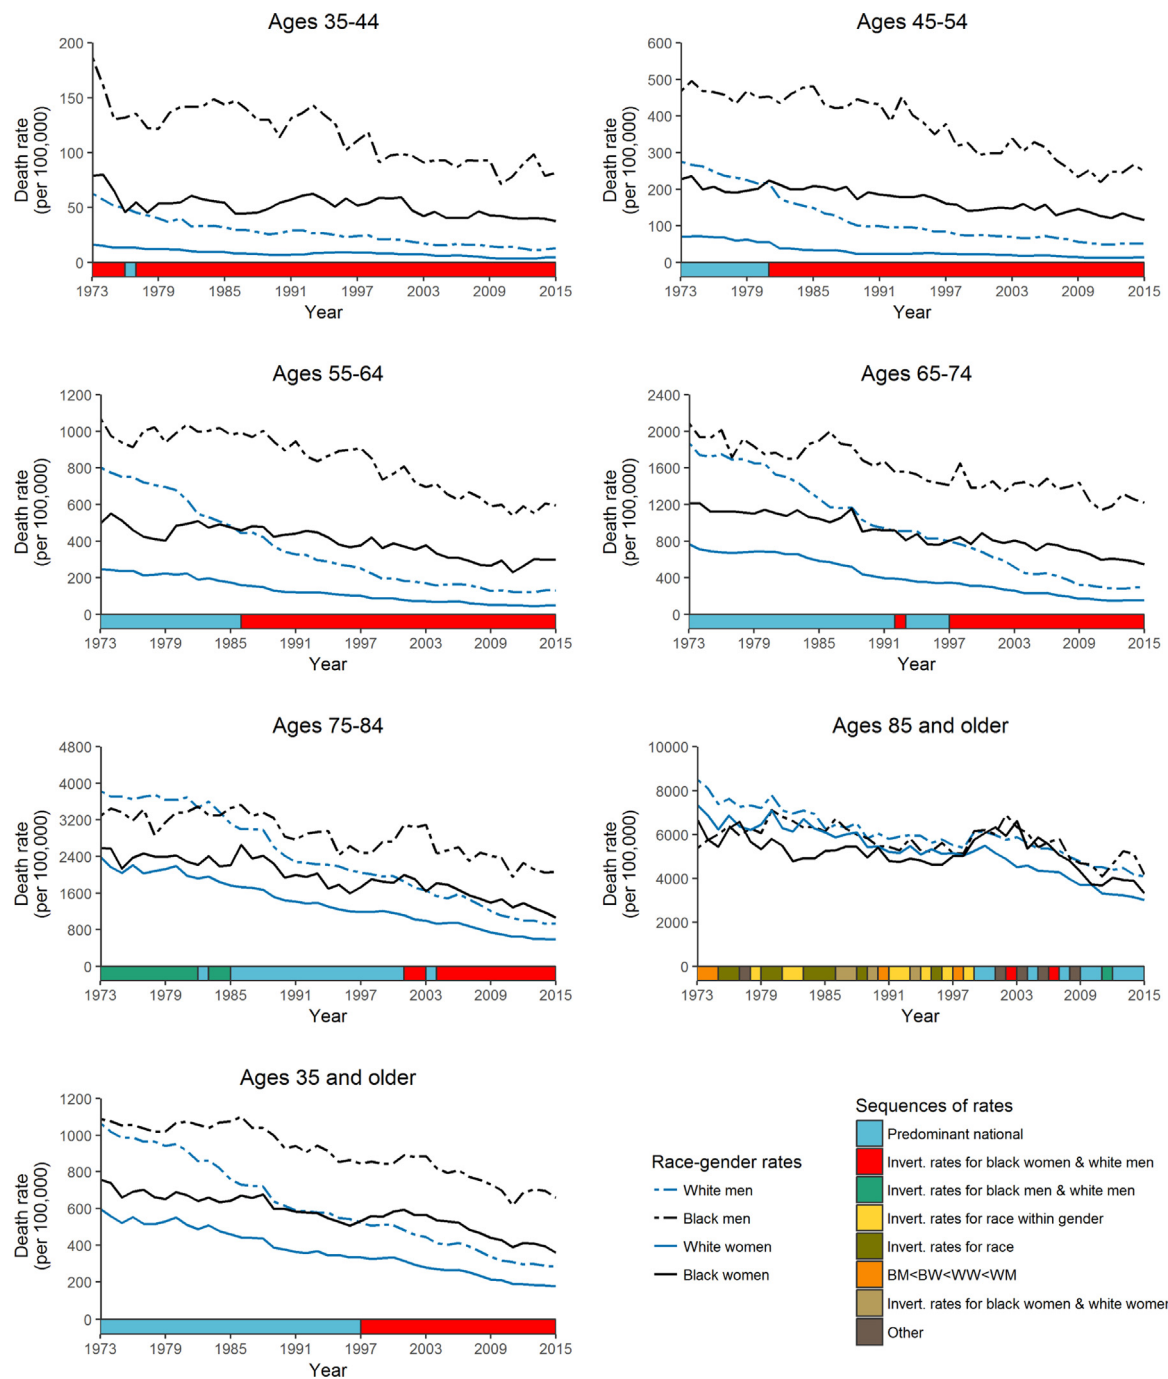 Ages 35-44
Death rate
(per 100,000)
200
150
100
50
0
1973 1979 1985 1991 1997 2003 2009 2015
Year
Ages 45-54
Death rate
(per 100,000)
600
500
400
300
200
100
0
1973 1979 1985 1991 1997 2003 2009 2015
Year
Ages 55-64
Death rate
(per 100,000)
1200
1000
800
600
400
200
0
1973 1979 1985 1991 1997 2003 2009 2015
Year
Ages 65-74
Death rate
(per 100,000)
2400
2000
1600
1200
800
400
0
1973 1979 1985 1991 1997 2003 2009 2015
Year
Ages 75-84
Death rate
(per 100,000)
4800
4000
3200
2400
1600
800
0
1973 1979 1985 1991 1997 2003 2009 2015
Year
Ages 85 and older
Death rate
(per 100,000)
10000
8000
6000
4000
2000
0
1973 1979 1985 1991 1997 2003 2009 2015
Year
Ages 35 and older
Death rate
(per 100,000)
1200
1000
800
600
400
200
0
1973 1979 1985 1991 1997 2003 2009 2015
Year
Race-gender rates
White men
Black men
White women
Black women
Sequences of rates
Predominant national
Invert. rates for black women & white men
Invert. rates for black men & white men
Invert. rates for race within gender
Invert. rates for race
BM<BW<WW<WM
Invert. rates for black women & white women
Other